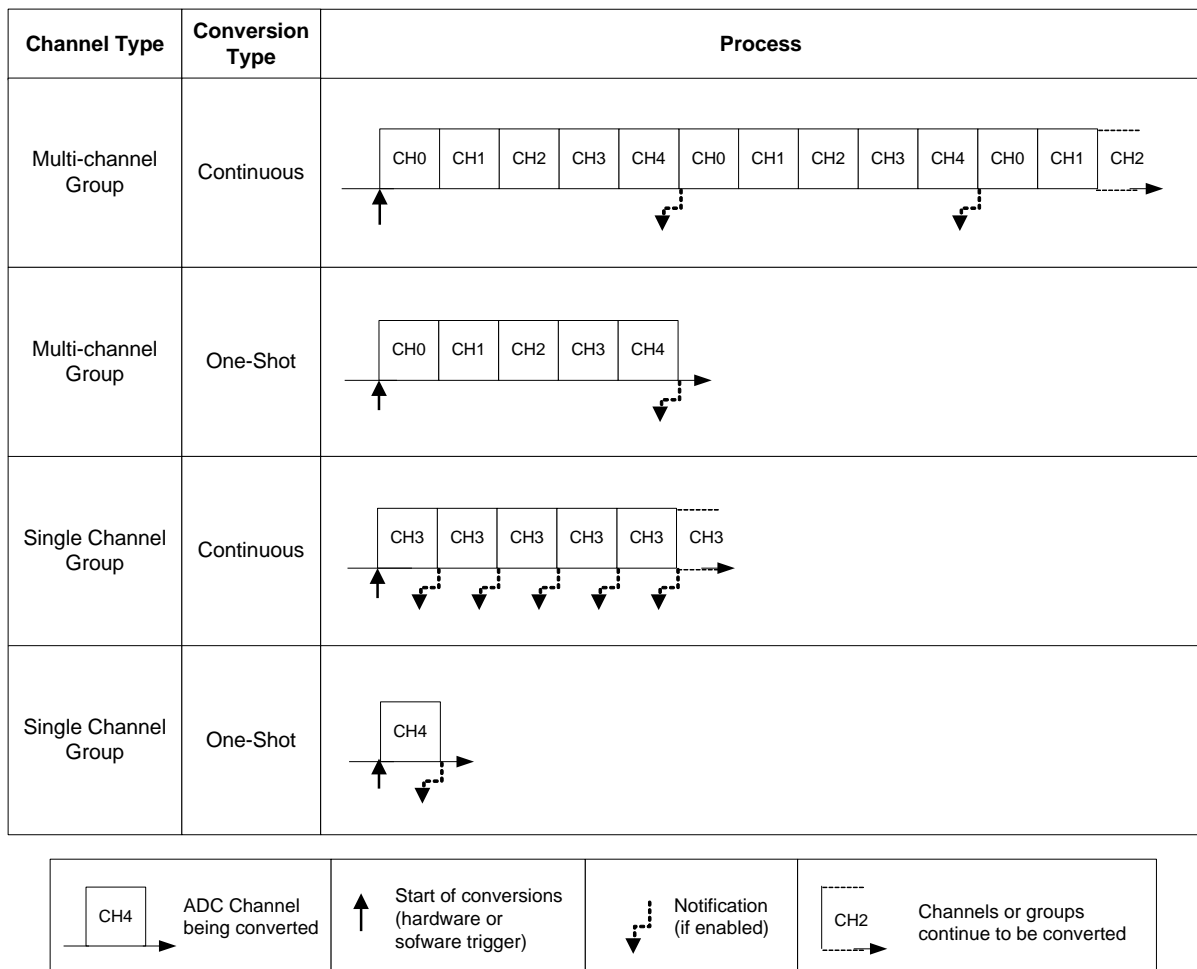 Channel Type
Conversion
Type
Process
Multi-channel
Group
Continuous
CH0 CH1 CH2 CH3 CH4 CH0 CH1 CH2 CH3 CH4 CH0 CH1 CH2
Multi-channel
Group
One-Shot
CH0 CH1 CH2 CH3 CH4
Single Channel
Group
Continuous
CH3 CH3 CH3 CH3 CH3 CH3
Single Channel
Group
One-Shot
CH4
CH4
ADC Channel
being converted
Start of conversions
(hardware or
sofware trigger)
Notification
(if enabled)
CH2
Channels or groups
continue to be converted